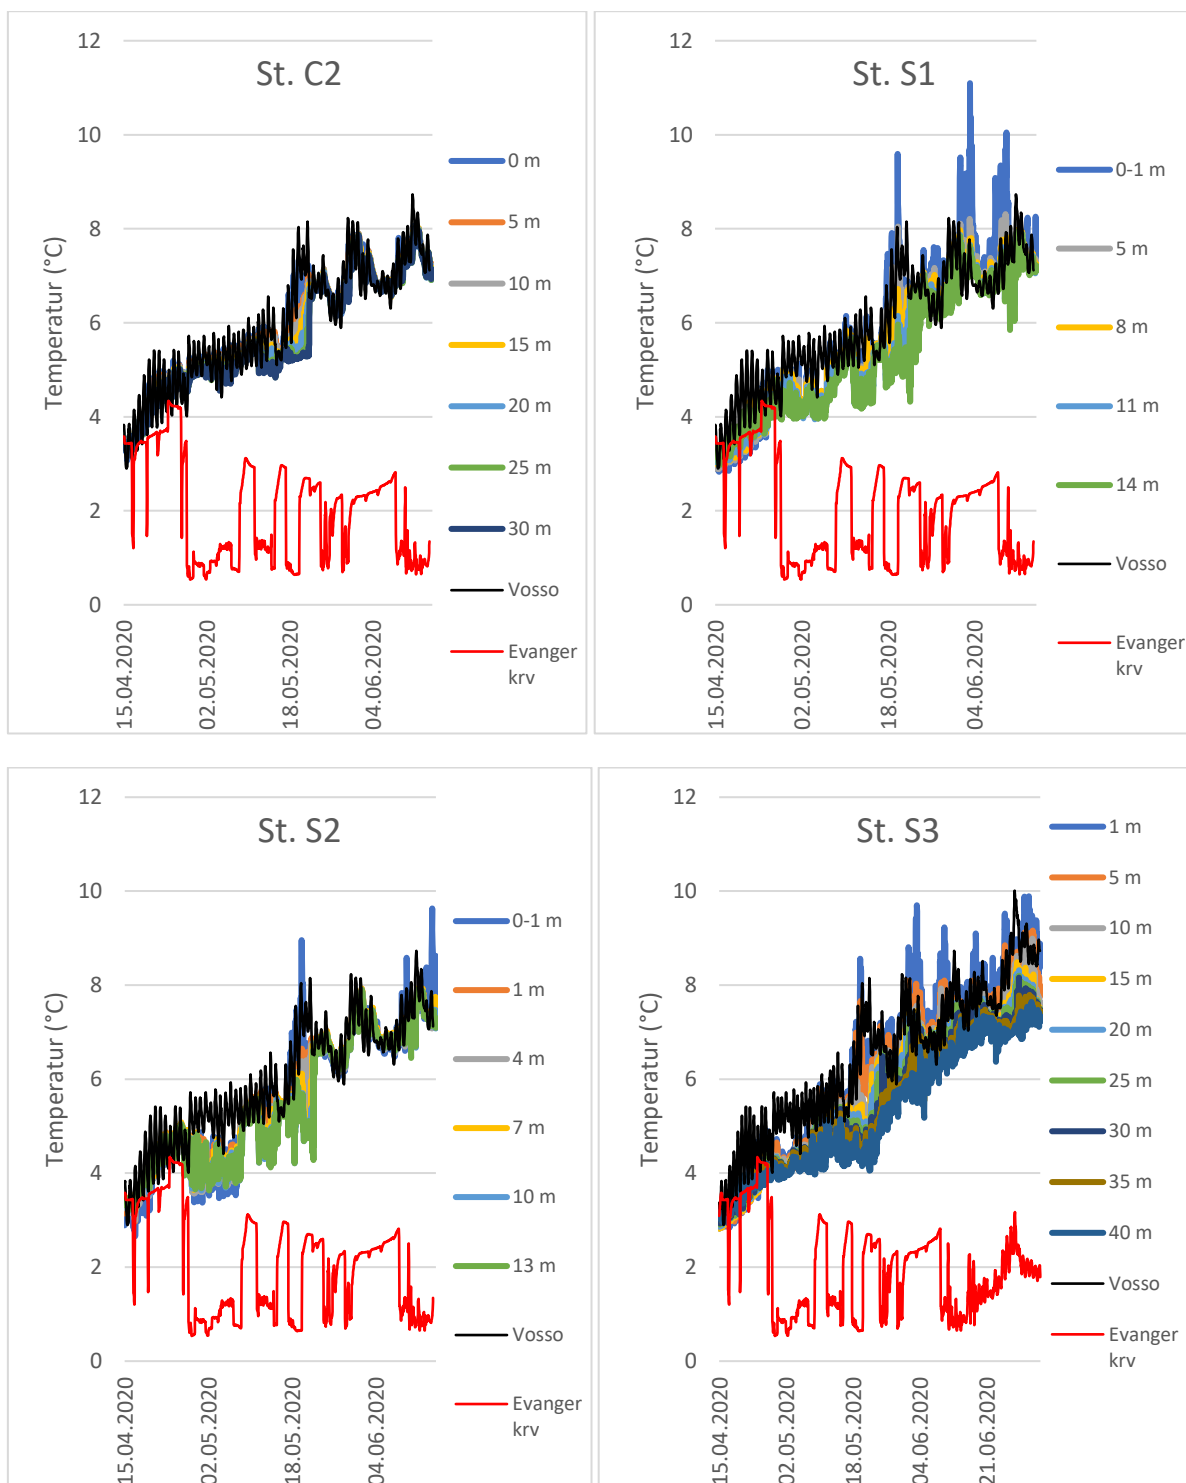 St. C2
Temperatur (°C)
12
10
8
6
4
2
0
15.04.2020
02.05.2020
18.05.2020
04.06.2020
0 m
5 m
10 m
15 m
20 m
25 m
30 m
Vosso
Evanger
krv
St. S1
Temperatur (°C)
12
10
8
6
4
2
0
15.04.2020
02.05.2020
18.05.2020
04.06.2020
0-1 m
5 m
8 m
11 m
14 m
Vosso
Evanger
krv
St. S2
Temperatur (°C)
12
10
8
6
4
2
0
15.04.2020
02.05.2020
18.05.2020
04.06.2020
0-1 m
1 m
4 m
7 m
10 m
13 m
Vosso
Evanger
krv
St. S3
Temperatur (°C)
12
10
8
6
4
2
0
15.04.2020
02.05.2020
18.05.2020
04.06.2020
21.06.2020
1 m
5 m
10 m
15 m
20 m
25 m
30 m
35 m
40 m
Vosso
Evanger
krv